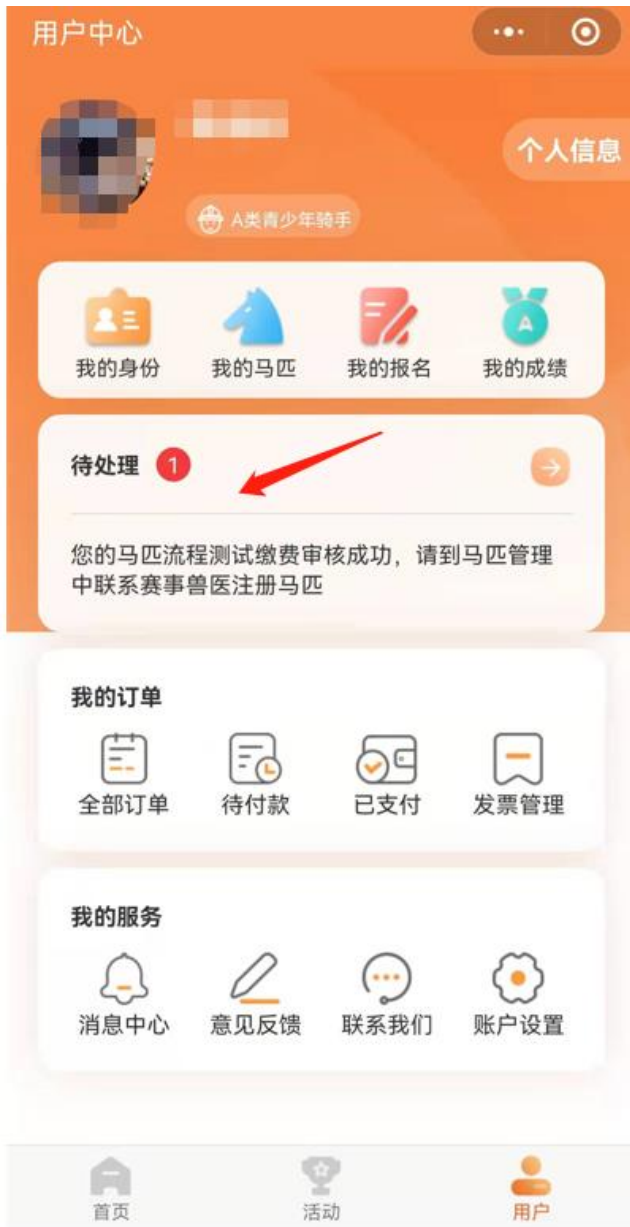 用户中心
个人信息
A类青少年骑手
我的身份 我的马匹 我的报名 我的成绩
待处理 1
您的马匹流程测试缴费审核成功，请到马匹管理
中联系赛事兽医注册马匹
我的订单
全部订单 待付款 已支付 发票管理
我的服务
消息中心 意见反馈 联系我们 账户设置
首页 活动 用户